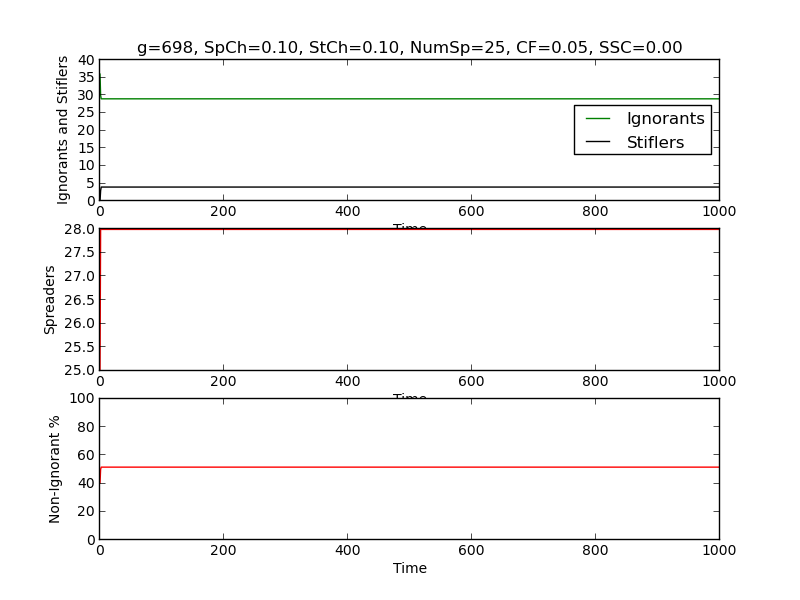 g=698, SpCh=0.10, StCh=0.10, NumSp=25, CF=0.05, SSC=0.00
Ignorants and Stiflers
40
35
30
25
20
15
10
5
0
Ignorants
Stiflers
0 200 400 600 800 1000
Time
Spreaders
28.0
27.5
27.0
26.5
26.0
25.5
25.0
0 200 400 600 800 1000
Time
Non-Ignorant %
100
80
60
40
20
0
0 200 400 600 800 1000
Time